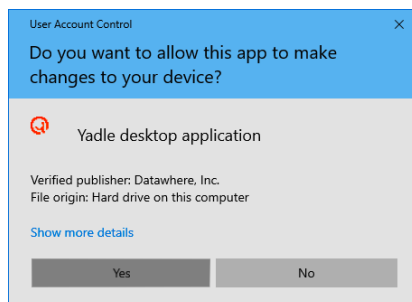 User Account Control
Do you want to allow this app to make
changes to your device?
Yadle desktop application
Verified publisher: Datawhere, Inc.
File origin: Hard drive on this computer
Show more details
Yes
No